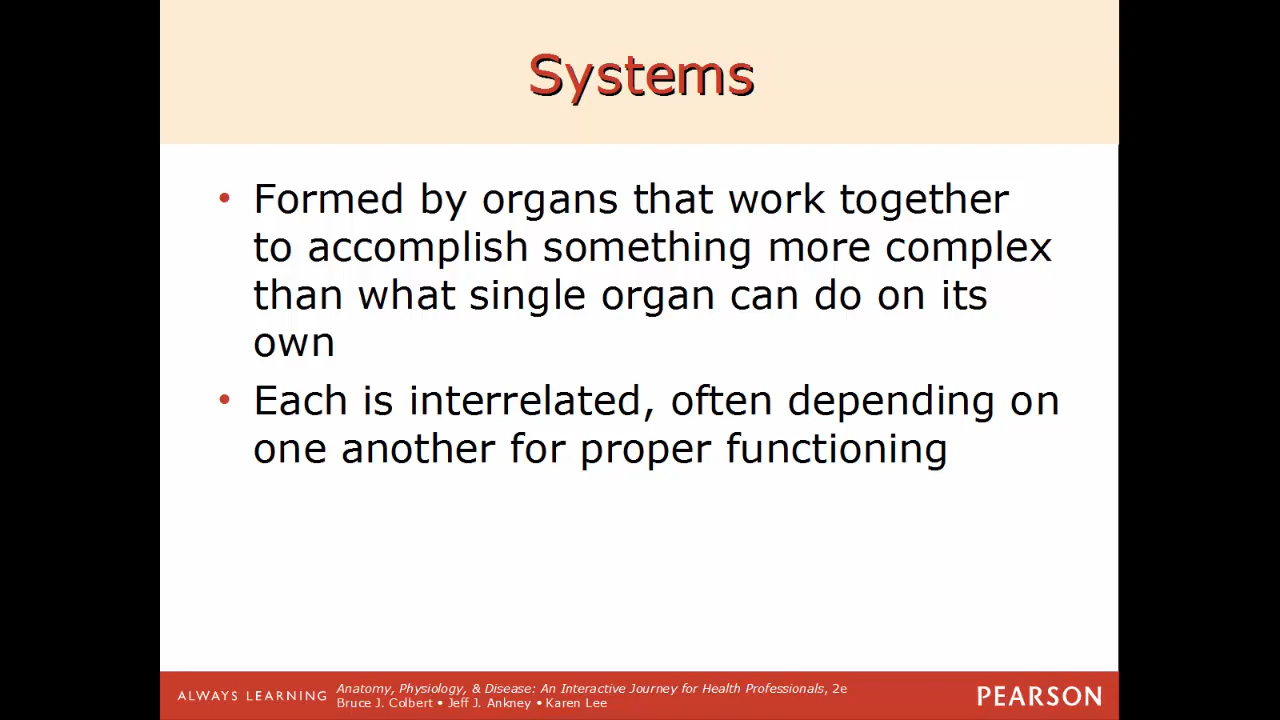 Systems
• Formed by organs that work together
to accomplish something more complex
than what single organ can do on its
own
• Each is interrelated, often depending on
one another for proper functioning
ALWAYS LEARNING
Anatomy, Physiology, & Disease: An Interactive Journey for Health Professionals, 2e
Bruce J. Colbert • Jeff J. Ankney • Karen Lee
PEARSON